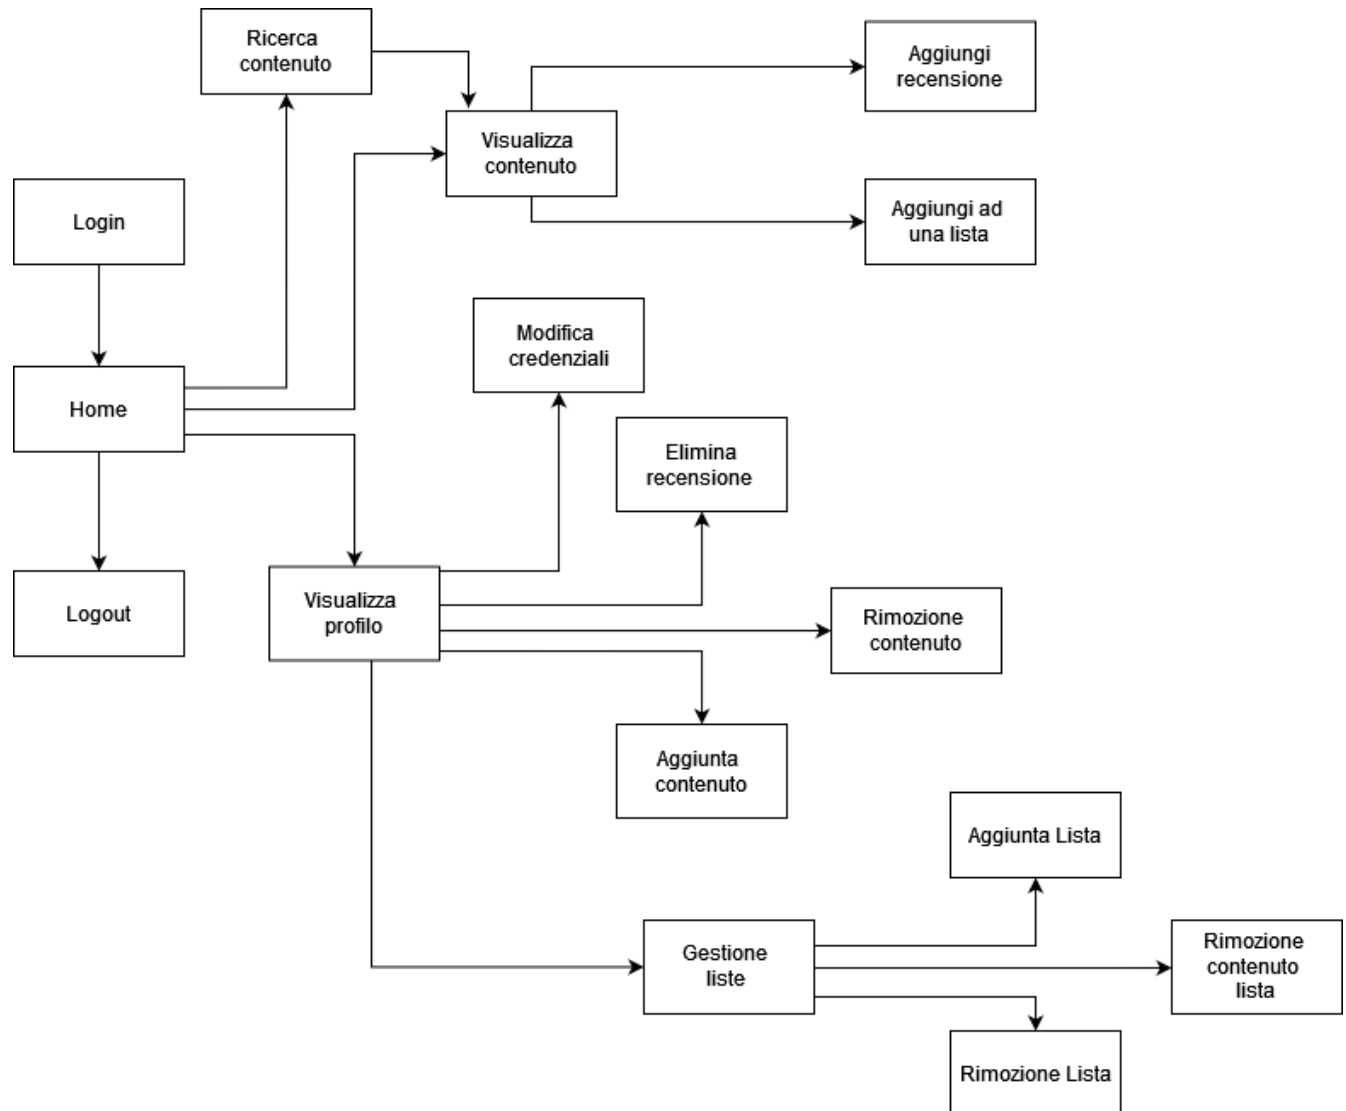 Ricerca
contenuto
Aggiungi
recensione
Visualizza
contenuto
Login
Aggiungi ad
una lista
Modifica
credenziali
Home
Elimina
recensione
Visualizza
profilo
Logout
Rimozione
contenuto
Aggiunta
contenuto
Aggiunta Lista
Gestione
liste
Rimozione
contenuto
lista
Rimozione Lista